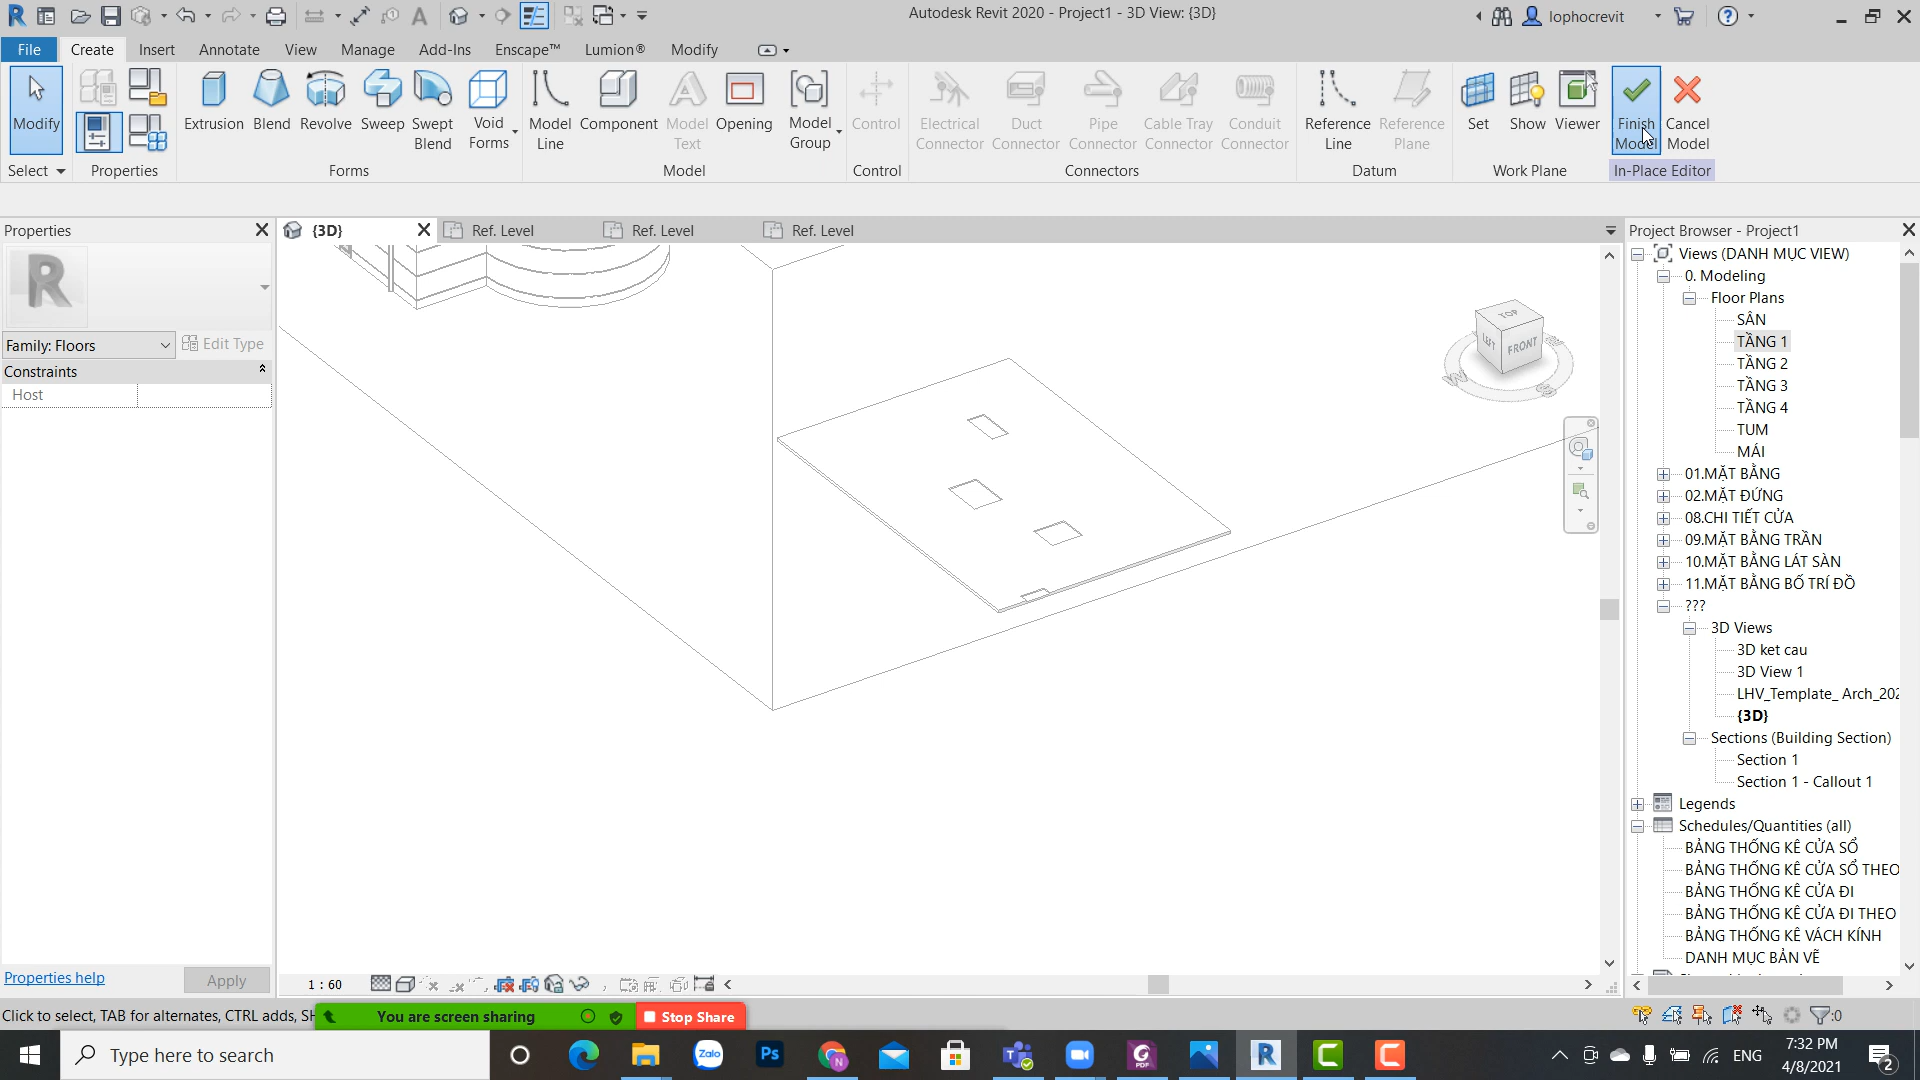 Autodesk Revit 2020 - Project1 - 3D View: {3D}
lophocrevit
File Create Insert Annotate View Manage Add-Ins Enscape™ Lumion® Modify
Modify
Extrusion Blend Revolve Sweep Swept Blend Void Forms
Model Line Component Model Text Opening Model Group Control
Electrical Connector Duct Connector Pipe Connector Cable Tray Connector Conduit Connector
Reference Line Reference Plane Set Show Viewer Finish Model Cancel Model
Select Properties Forms Model Control Connectors Datum Work Plane In-Place Editor
Properties
{3D} Ref. Level Ref. Level Ref. Level
Family: Floors Edit Type
Constraints
Host
TOP
LEFT FRONT
W
Properties help Apply
1 : 60
Project Browser - Project1
Views (DANH MỤC VIEW)
0. Modeling
Floor Plans
SÂN
TẦNG 1
TẦNG 2
TẦNG 3
TẦNG 4
TUM
MÁI
01.MẶT BẰNG
02.MẶT ĐỨNG
08.CHI TIẾT CỬA
09.MẶT BẰNG TRẦN
10.MẶT BẰNG LÁT SÀN
11.MẶT BẰNG BỐ TRÍ ĐỒ
???
3D Views
3D ket cau
3D View 1
LHV_Template_ Arch_202
{3D}
Sections (Building Section)
Section 1
Section 1 - Callout 1
Legends
Schedules/Quantities (all)
BẢNG THỐNG KÊ CỬA SỔ
BẢNG THỐNG KÊ CỬA SỔ THEO
BẢNG THỐNG KÊ CỬA ĐI
BẢNG THỐNG KÊ CỬA ĐI THEO
BẢNG THỐNG KÊ VÁCH KÍNH
DANH MỤC BẢN VẼ
Click to select, TAB for alternates, CTRL adds, SH
You are screen sharing Stop Share
:0
Type here to search
Zalo
Ps
N
PDF
R
ENG
7:32 PM
4/8/2021
2